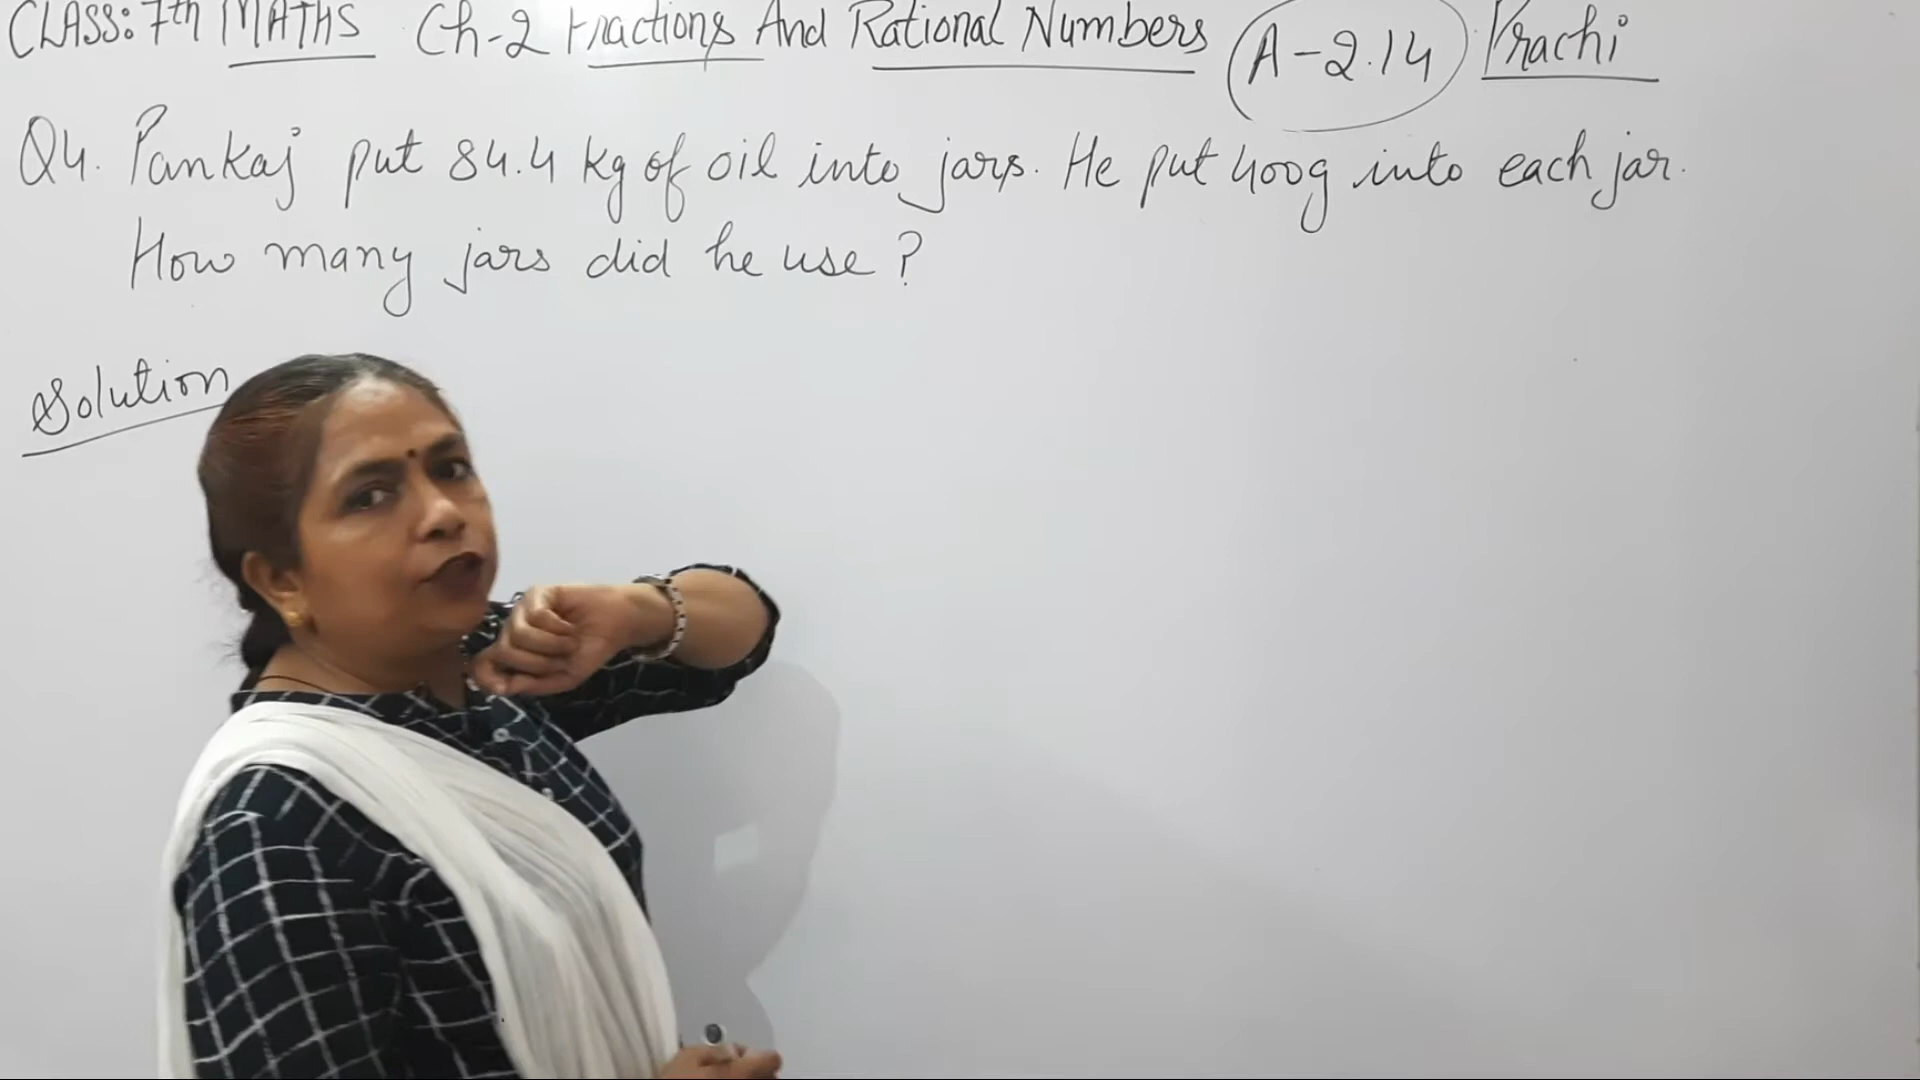 CLASS: 7th MATHS Ch-2 Fractions And Rational Numbers A-2.14 Prachi
Q4. Pankaj put 84.4 kg of oil into jars. He put 400g into each jar.
How many jars did he use?
Solution